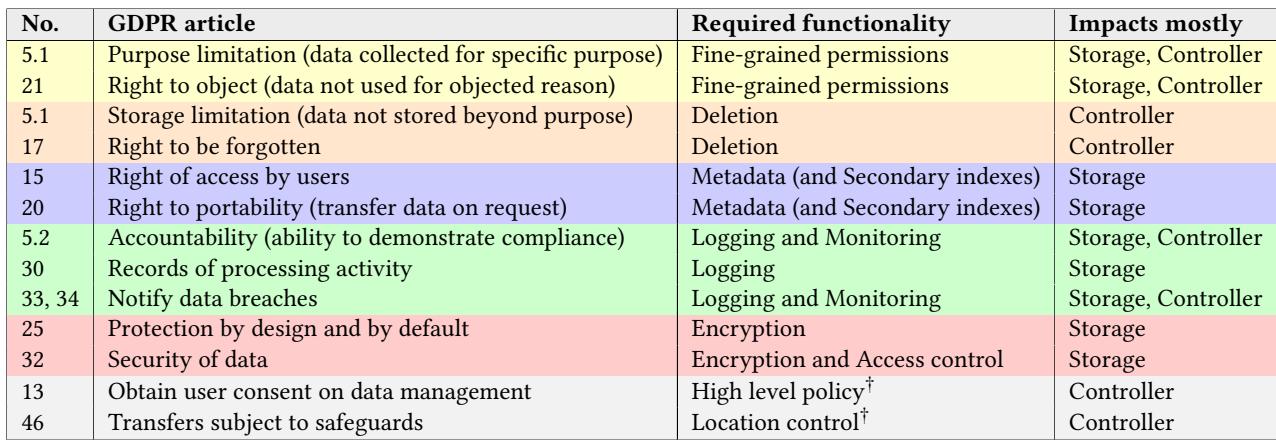 No. GDPR article Required functionality Impacts mostly
5.1 Purpose limitation (data collected for specific purpose) Fine-grained permissions Storage, Controller
21 Right to object (data not used for objected reason) Fine-grained permissions Storage, Controller
5.1 Storage limitation (data not stored beyond purpose) Deletion Controller
17 Right to be forgotten Deletion Controller
15 Right of access by users Metadata (and Secondary indexes) Storage
20 Right to portability (transfer data on request) Metadata (and Secondary indexes) Storage
5.2 Accountability (ability to demonstrate compliance) Logging and Monitoring Storage, Controller
30 Records of processing activity Logging Storage
33, 34 Notify data breaches Logging and Monitoring Storage, Controller
25 Protection by design and by default Encryption Storage
32 Security of data Encryption and Access control Storage
13 Obtain user consent on data management High level policy† Controller
46 Transfers subject to safeguards Location control† Controller